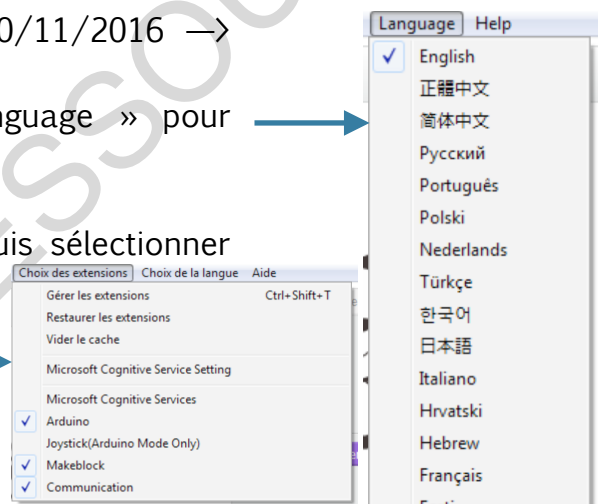 0/11/2016 —>
nguage » pour
uis sélectionner
Language Help
English
正體中文
简体中文
Русский
Português
Polski
Nederlands
Türkçe
한국어
日本語
Italiano
Hrvatski
Hebrew
Français
Choix des extensions Choix de la langue Aide
Gérer les extensions Ctrl+Shift+T
Restaurer les extensions
Vider le cache
Microsoft Cognitive Service Setting
Microsoft Cognitive Services
Arduino
Joystick(Arduino Mode Only)
Makeblock
Communication